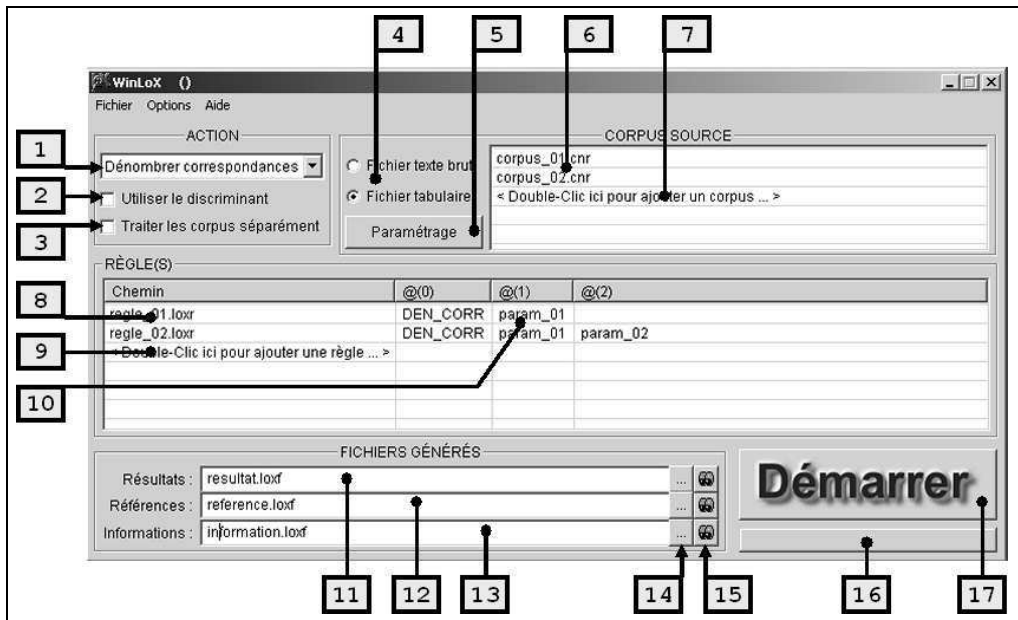 4 5 6 7
WinLoX ()
Fichier Options Aide
ACTION
CORPUS SOURCE
1
Dénombrer correspondances
Fichier texte brut
corpus_01.cnr
corpus_02.cnr
2
Utiliser le discriminant
Fichier tabulaire
< Double-Clic ici pour ajouter un corpus ... >
3
Traiter les corpus séparément
Paramétrage
RÈGLE(S)
Chemin @(0) @(1) @(2)
8
regle_01.loxr DEN_CORR param_01
regle_02.loxr DEN_CORR param_01 param_02
9
< Double-Clic ici pour ajouter une règle ... >
10
FICHIERS GÉNÉRÉS
Résultats : resultat.loxf ...
Références : reference.loxf ...
Informations : information.loxf ...
Démarrer
11 12 13 14 15 16 17